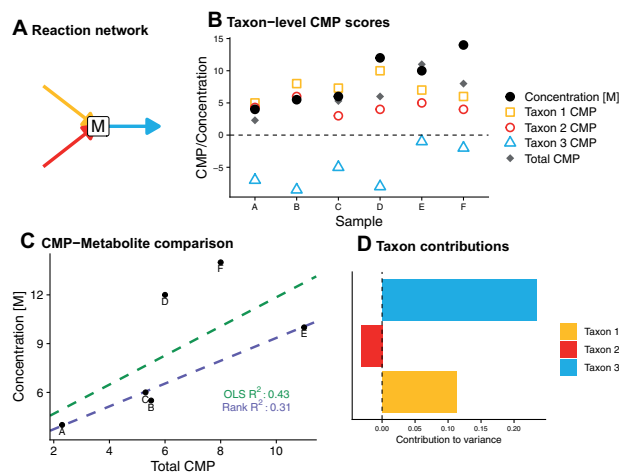 A Reaction network
M
B Taxon−level CMP scores
CMP/Concentration
15
10
5
0
−5
A B C D E F
Sample
Concentration [M]
Taxon 1 CMP
Taxon 2 CMP
Taxon 3 CMP
Total CMP
C CMP−Metabolite comparison
Concentration [M]
12
9
6
F
D
E
C
B
A
OLS R²: 0.43
Rank R²: 0.31
2 4 6 8 10
Total CMP
D Taxon contributions
0.00 0.05 0.10 0.15 0.20
Contribution to variance
Taxon 1
Taxon 2
Taxon 3